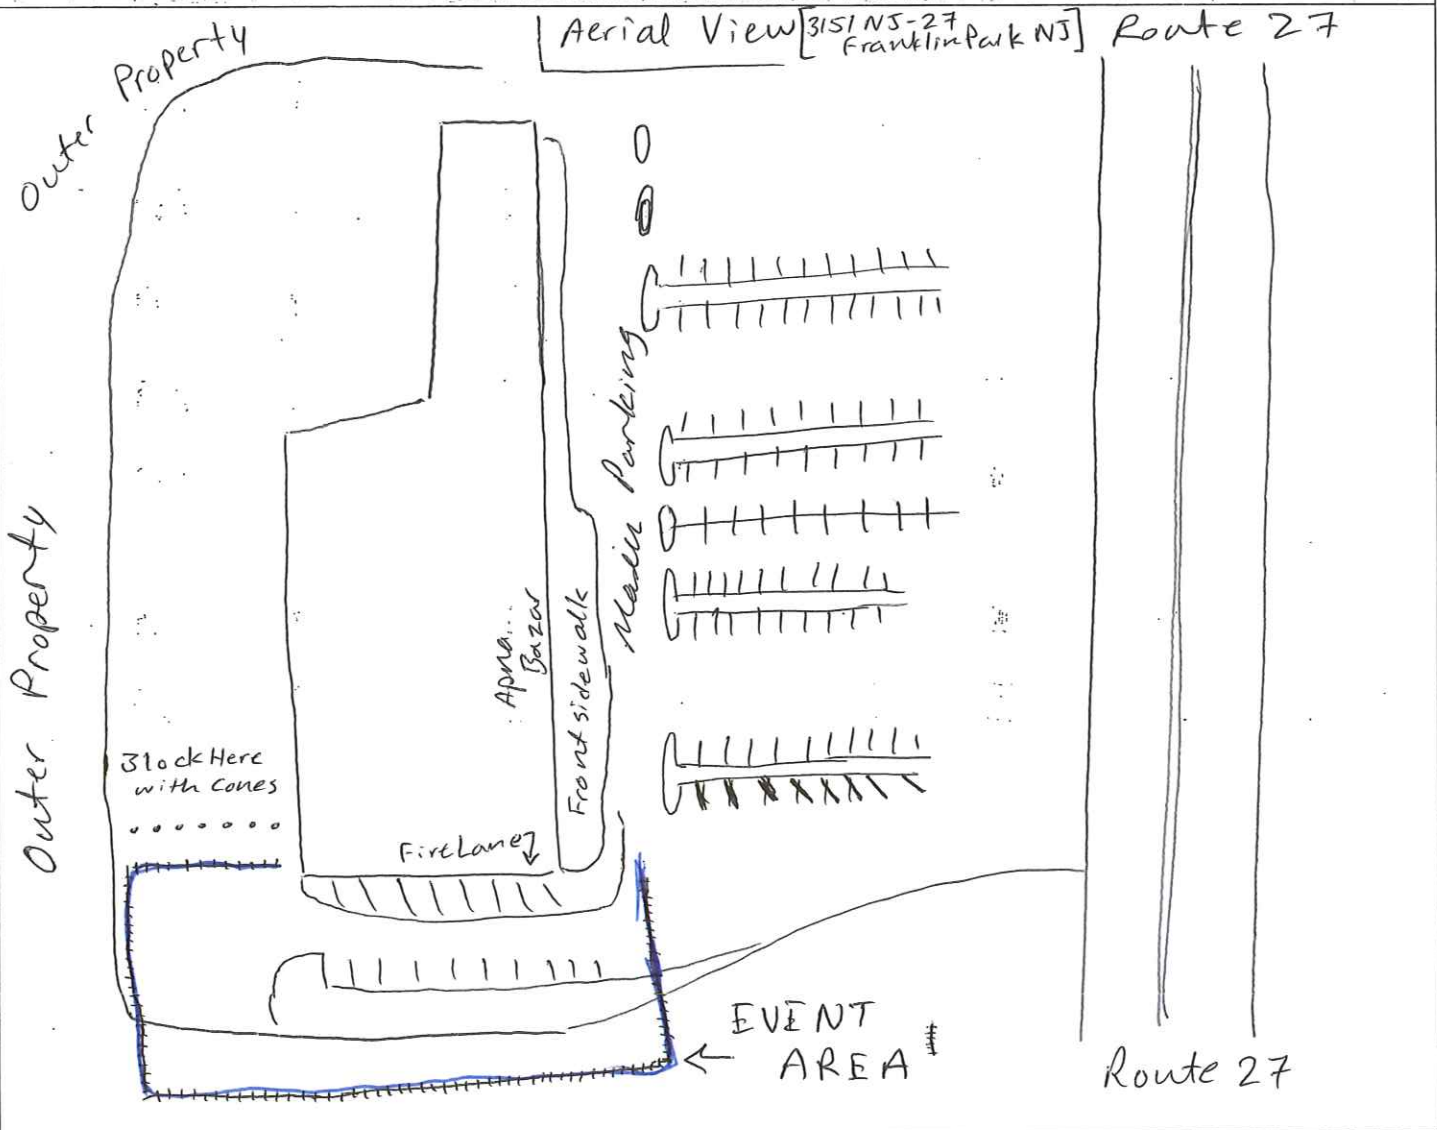 Outer Property
Aerial View [3151 NJ-27
Franklin Park NJ]
Route 27
Main Parking
Outer Property
Apna...
Bazar
Front sidewalk
Block Here
with Cones
Fire Lane
EVENT
AREA
Route 27